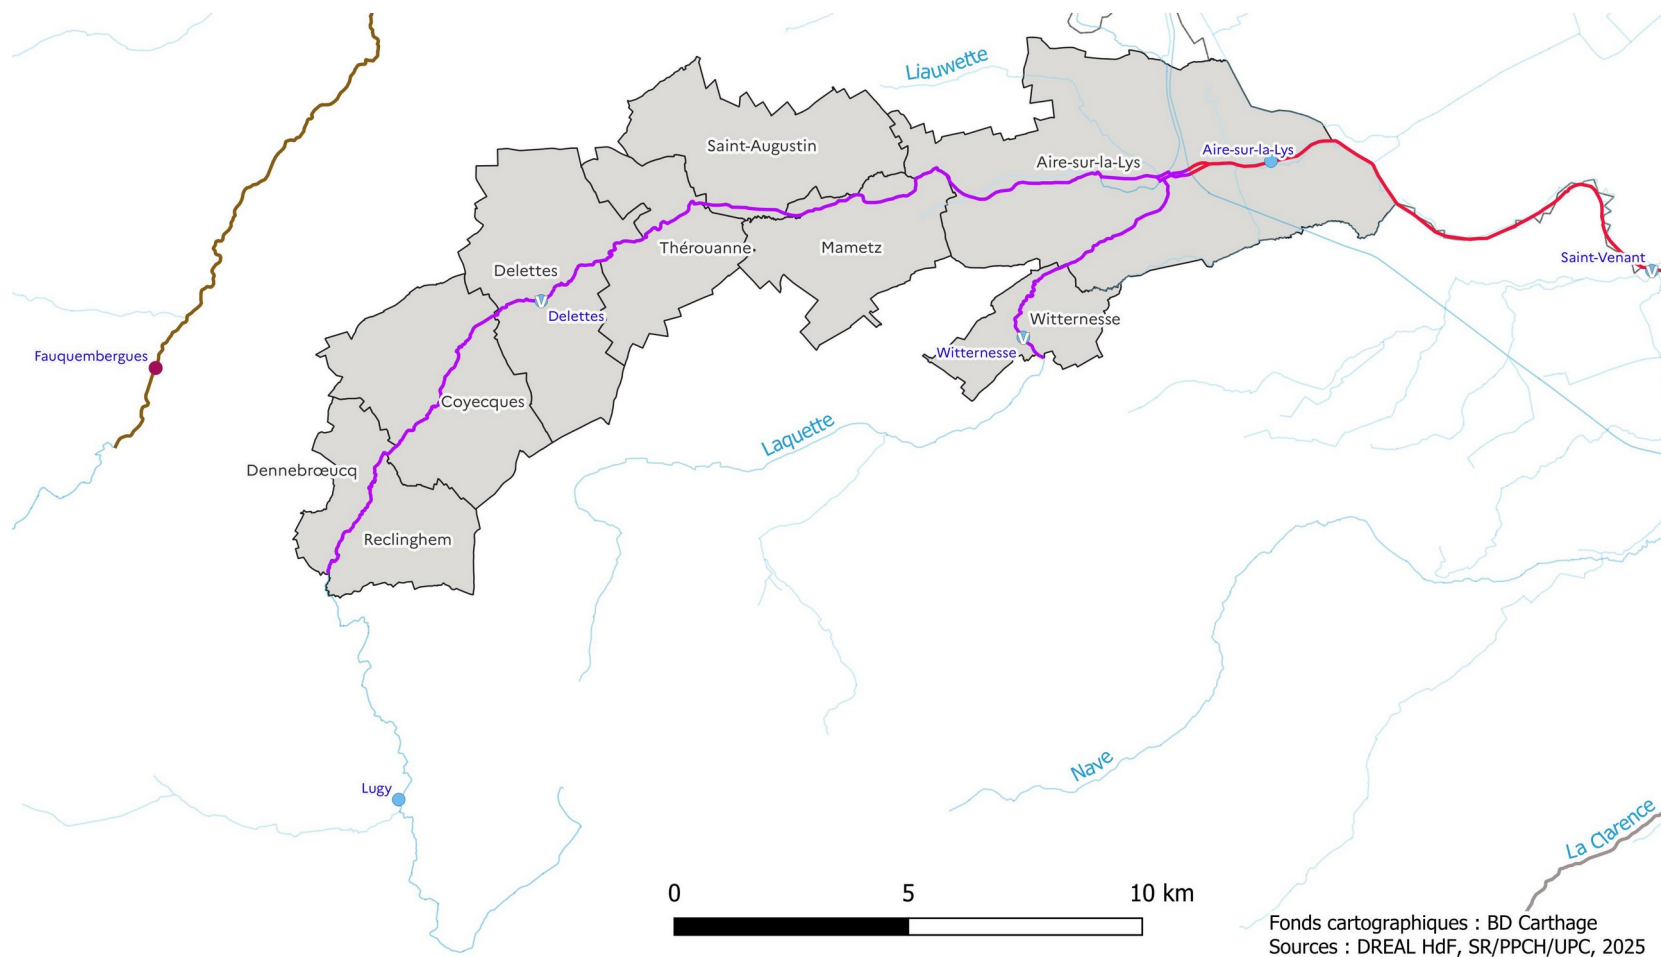 Liauwette
Saint-Augustin
Aire-sur-la-Lys
Aire-sur-la-Lys
Thérouanne
Mametz
Saint-Venant
Delettes
V
Delettes
V
Witternesse
V
Witternesse
Fauquembergues
Coyecques
Laquette
Dennebrœucq
Reclinghem
Nave
Lugy
La Clarence
0 5 10 km
Fonds cartographiques : BD Carthage
Sources : DREAL HdF, SR/PPCH/UPC, 2025